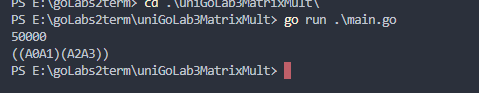 PS E:\goLabs2term> cd .\uniGoLab3MatrixMult\
PS E:\goLabs2term\uniGoLab3MatrixMult> go run .\main.go
50000
((A0A1)(A2A3))
PS E:\goLabs2term\uniGoLab3MatrixMult>